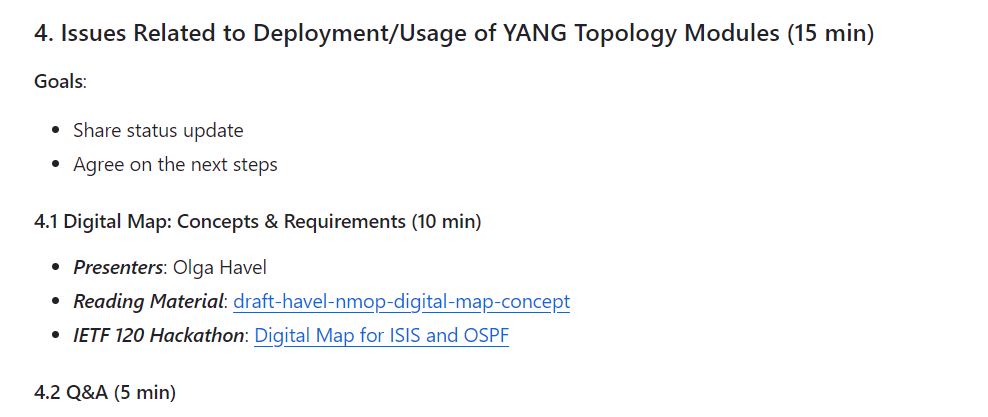 4. Issues Related to Deployment/Usage of YANG Topology Modules (15 min)
Goals:
• Share status update
• Agree on the next steps
4.1 Digital Map: Concepts & Requirements (10 min)
• Presenters: Olga Havel
• Reading Material: draft-havel-nmop-digital-map-concept
• IETF 120 Hackathon: Digital Map for ISIS and OSPF
4.2 Q&A (5 min)